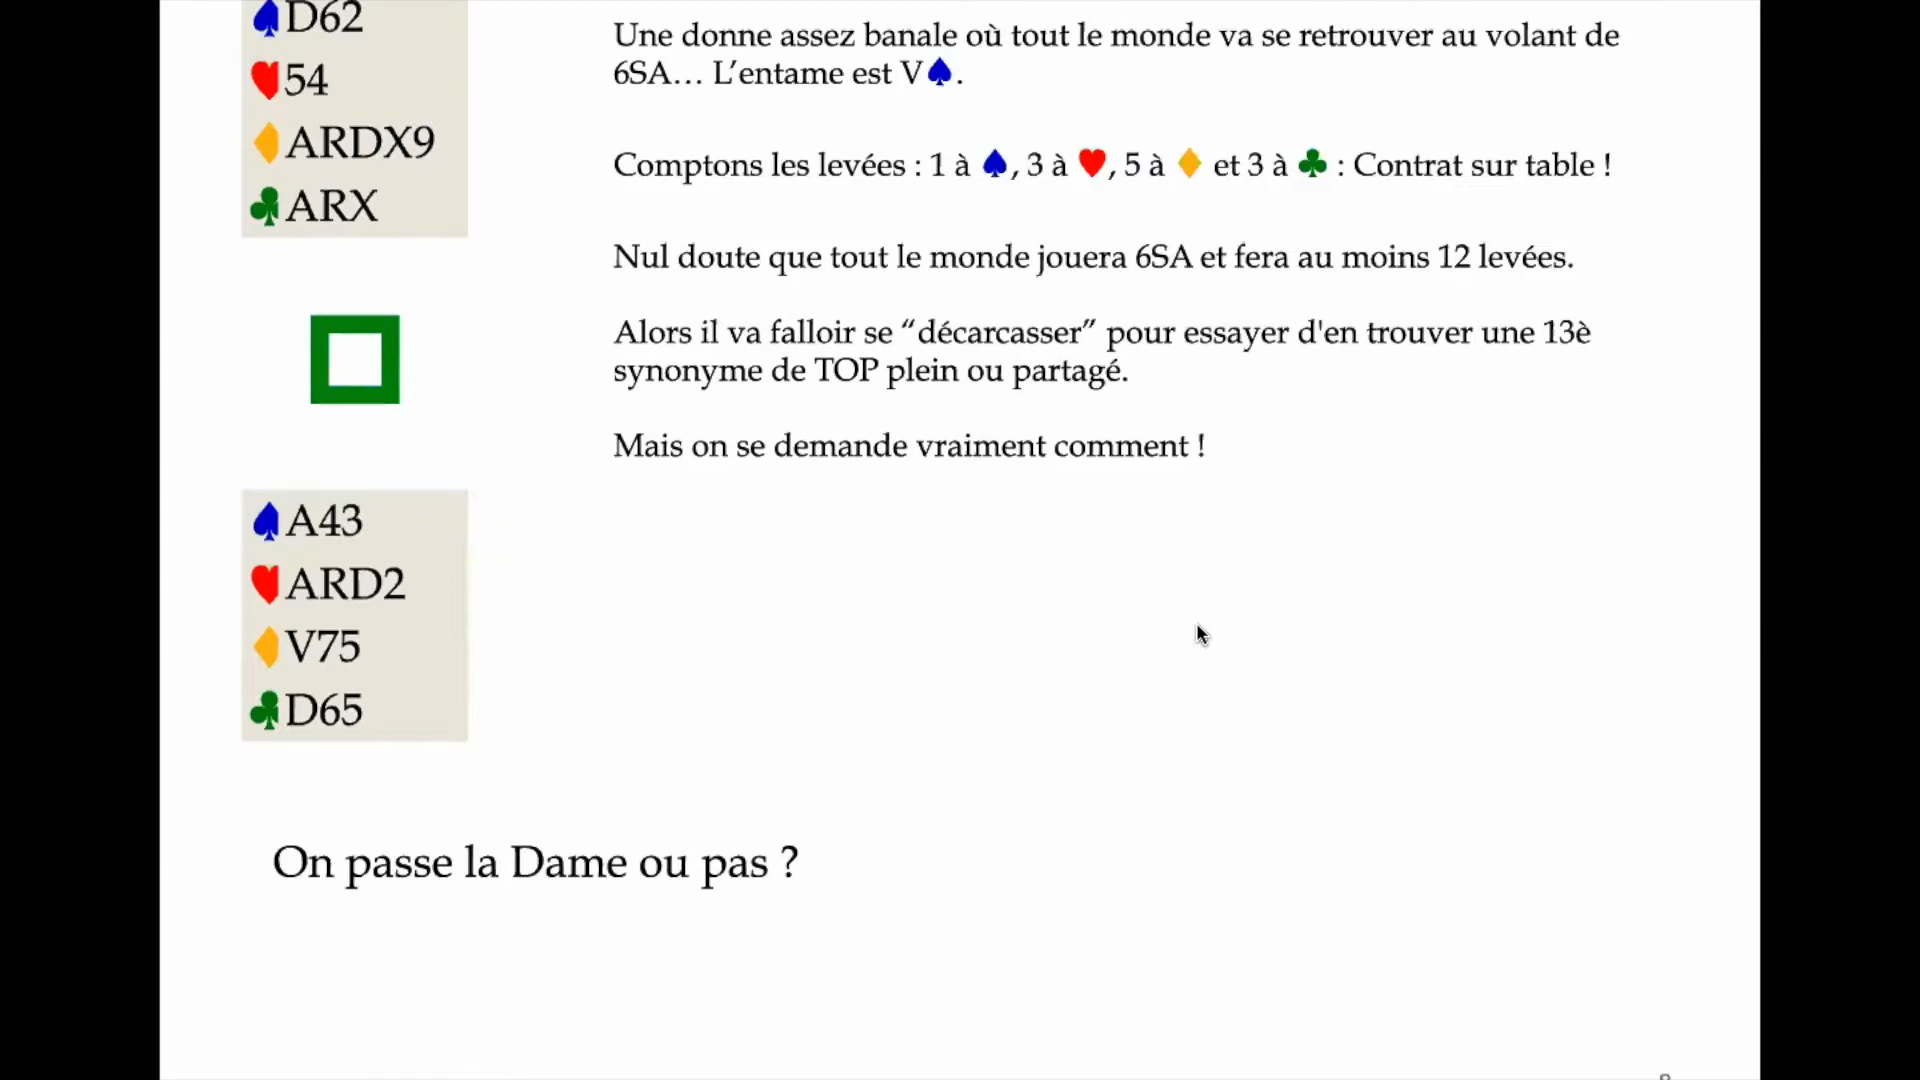 ♠D62
♥54
♦ARDX9
♣ARX
Une donne assez banale où tout le monde va se retrouver au volant de
6SA… L’entame est V♠.
Comptons les levées : 1 à ♠, 3 à ♥, 5 à ♦ et 3 à ♣ : Contrat sur table !
Nul doute que tout le monde jouera 6SA et fera au moins 12 levées.
Alors il va falloir se “décarcasser” pour essayer d'en trouver une 13è
synonyme de TOP plein ou partagé.
Mais on se demande vraiment comment !
♠A43
♥ARD2
♦V75
♣D65
On passe la Dame ou pas ?